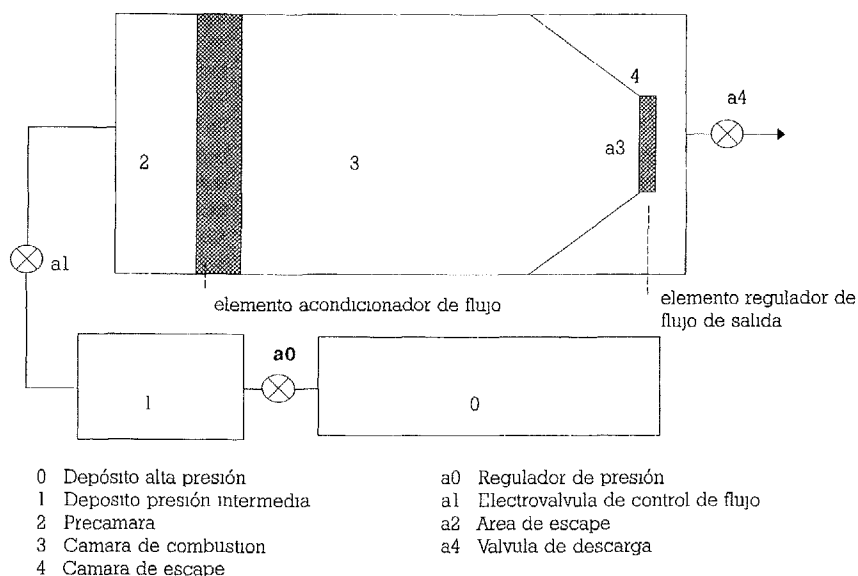 4
a4
a3
2
3
a1
elemento acondicionador de flujo
elemento regulador de
flujo de salida
a0
1
0
0 Depósito alta presión
1 Deposito presión intermedia
2 Precamara
3 Camara de combustion
4 Camara de escape
a0 Regulador de presión
a1 Electrovalvula de control de flujo
a2 Area de escape
a4 Valvula de descarga